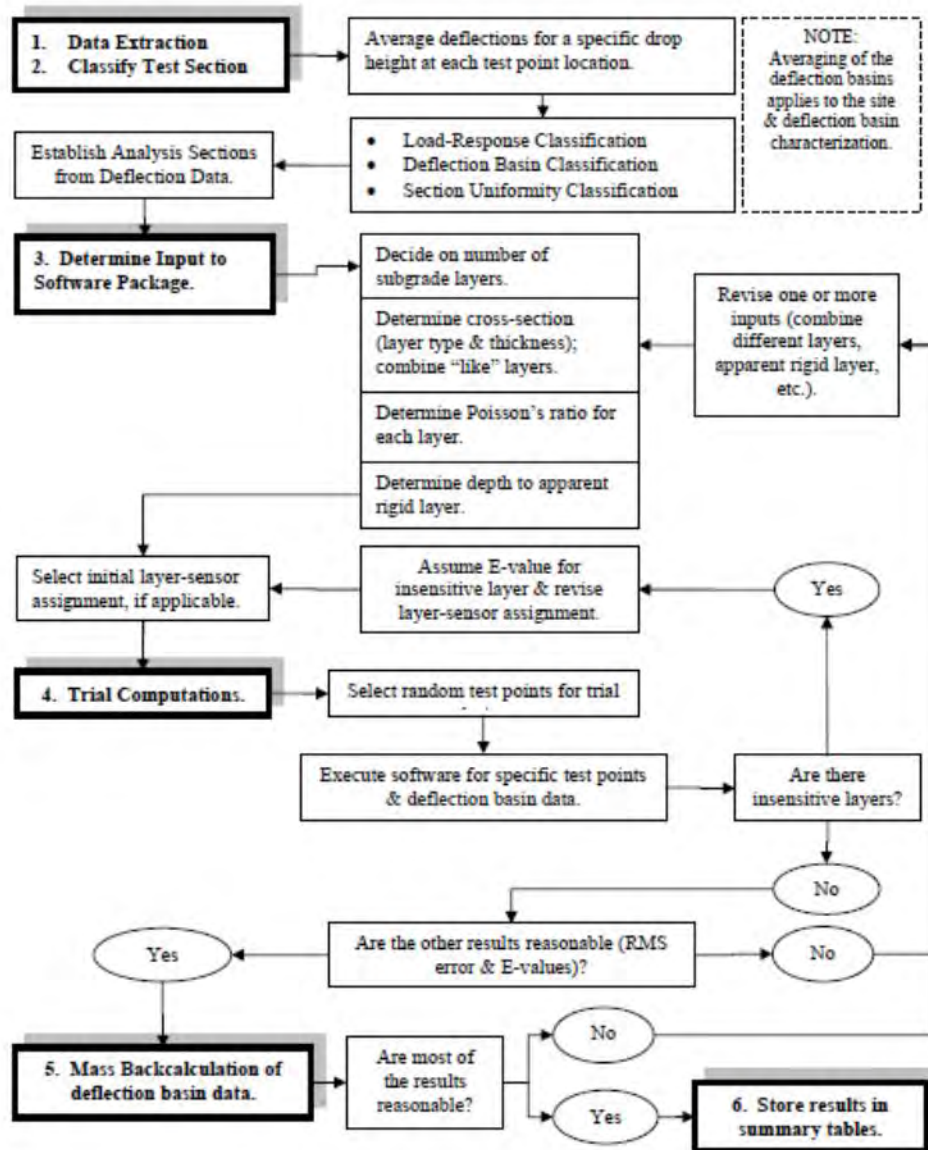 1. Data Extraction
2. Classify Test Section
Average deflections for a specific drop
height at each test point location.
NOTE:
Averaging of the
deflection basins
applies to the site
& deflection basin
characterization.
Establish Analysis Sections
from Deflection Data.
• Load-Response Classification
• Deflection Basin Classification
• Section Uniformity Classification
3. Determine Input to
Software Package.
Decide on number of
subgrade layers.
Determine cross-section
(layer type & thickness);
combine “like” layers.
Determine Poisson’s ratio for
each layer.
Determine depth to apparent
rigid layer.
Revise one or more
inputs (combine
different layers,
apparent rigid layer,
etc.).
Select initial layer-sensor
assignment, if applicable.
Assume E-value for
insensitive layer & revise
layer-sensor assignment.
Yes
4. Trial Computations.
Select random test points for trial
Execute software for specific test points
& deflection basin data.
Are there
insensitive layers?
No
Yes
Are the other results reasonable (RMS
error & E-values)?
No
5. Mass Backcalculation of
deflection basin data.
Are most of
the results
reasonable?
No
Yes
6. Store results in
summary tables.